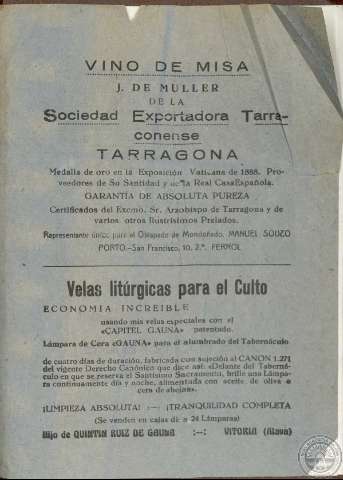 VINO DE MISA
J. DE MULLER
DE LA
Sociedad Exportadora Tarra-
conense
TARRAGONA
Medalla de oro en la Exposición Vaticana de 1888. Pro-
veedores de So Santidad y de la Real CasaEspañola.
GARANTÍA DE ABSOLUTA PUREZA
Certificados del Excmo. Sr. Arzobispo de Tarragona y de
varios otros Ilustrísimos Prelados.
Representante único para el Obispado de Mondoñedo, MANUEL SOUZO
PORTO—San Francisco, 10, 2.º FERROL
Velas litúrgicas para el Culto
ECONOMIA INCREIBLE
usando mis velas especiales con el
«CAPITEL GAUNA» patentado.
Lámpara de Cera «GAUNA» para el alumbrado del Tabernáculo
de cuatro días de duración, fabricada con sujeción al CANON 1.271
del vigente Derecho Canónico que dice así: «Delante del Taberná-
culo en que se reserva el Santísimo Sacramento, brille una Lámpa-
ra continuamente día y noche, alimentada con aceite de oliva o
cera de abejas».
¡LIMPIEZA ABSOLUTA! :—: ¡TRANQUILIDAD COMPLETA
(Se venden en cajas de a 24 Lámparas)
Hijo de QUINTIN RUIZ DE GAUNA :—: VITORIA (Alava)